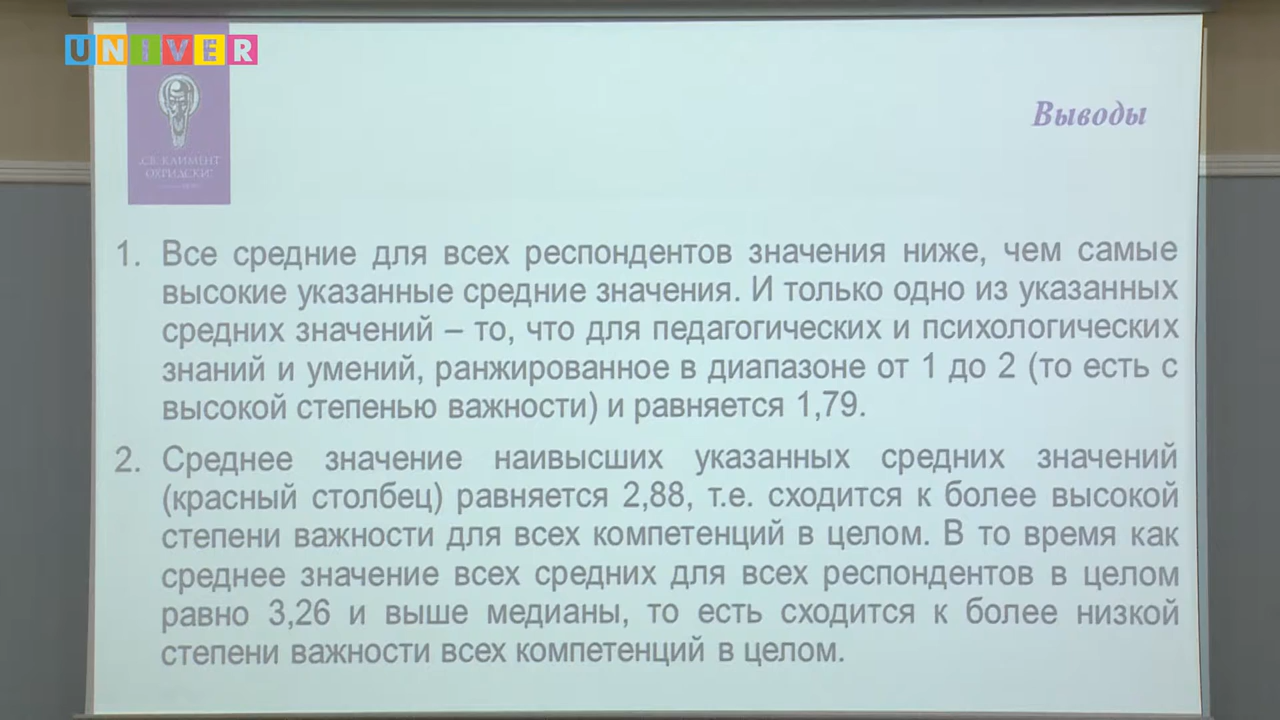 UNIVER
„СВ. КЛИМЕНТ
ОХРИДСКИ“
Выводы
1. Все средние для всех респондентов значения ниже, чем самые
высокие указанные средние значения. И только одно из указанных
средних значений – то, что для педагогических и психологических
знаний и умений, ранжированное в диапазоне от 1 до 2 (то есть с
высокой степенью важности) и равняется 1,79.
2. Среднее значение наивысших указанных средних значений
(красный столбец) равняется 2,88, т.е. сходится к более высокой
степени важности для всех компетенций в целом. В то время как
среднее значение всех средних для всех респондентов в целом
равно 3,26 и выше медианы, то есть сходится к более низкой
степени важности всех компетенций в целом.